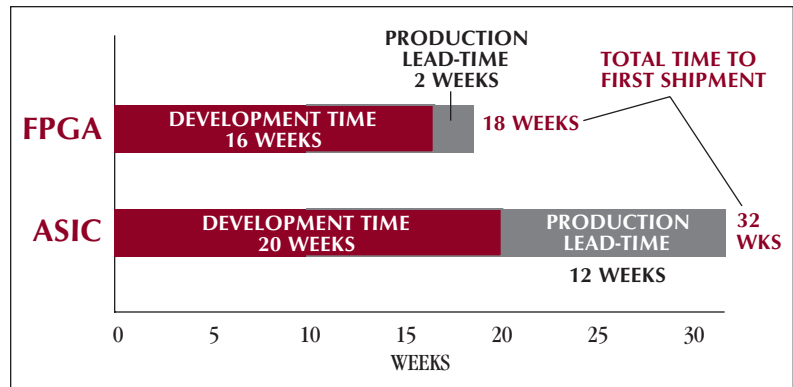 PRODUCTION
LEAD-TIME
2 WEEKS
TOTAL TIME TO
FIRST SHIPMENT
FPGA
DEVELOPMENT TIME
16 WEEKS
18 WEEKS
ASIC
DEVELOPMENT TIME
20 WEEKS
PRODUCTION
LEAD-TIME
12 WEEKS
32
WKS
0 5 10 15 20 25 30
WEEKS